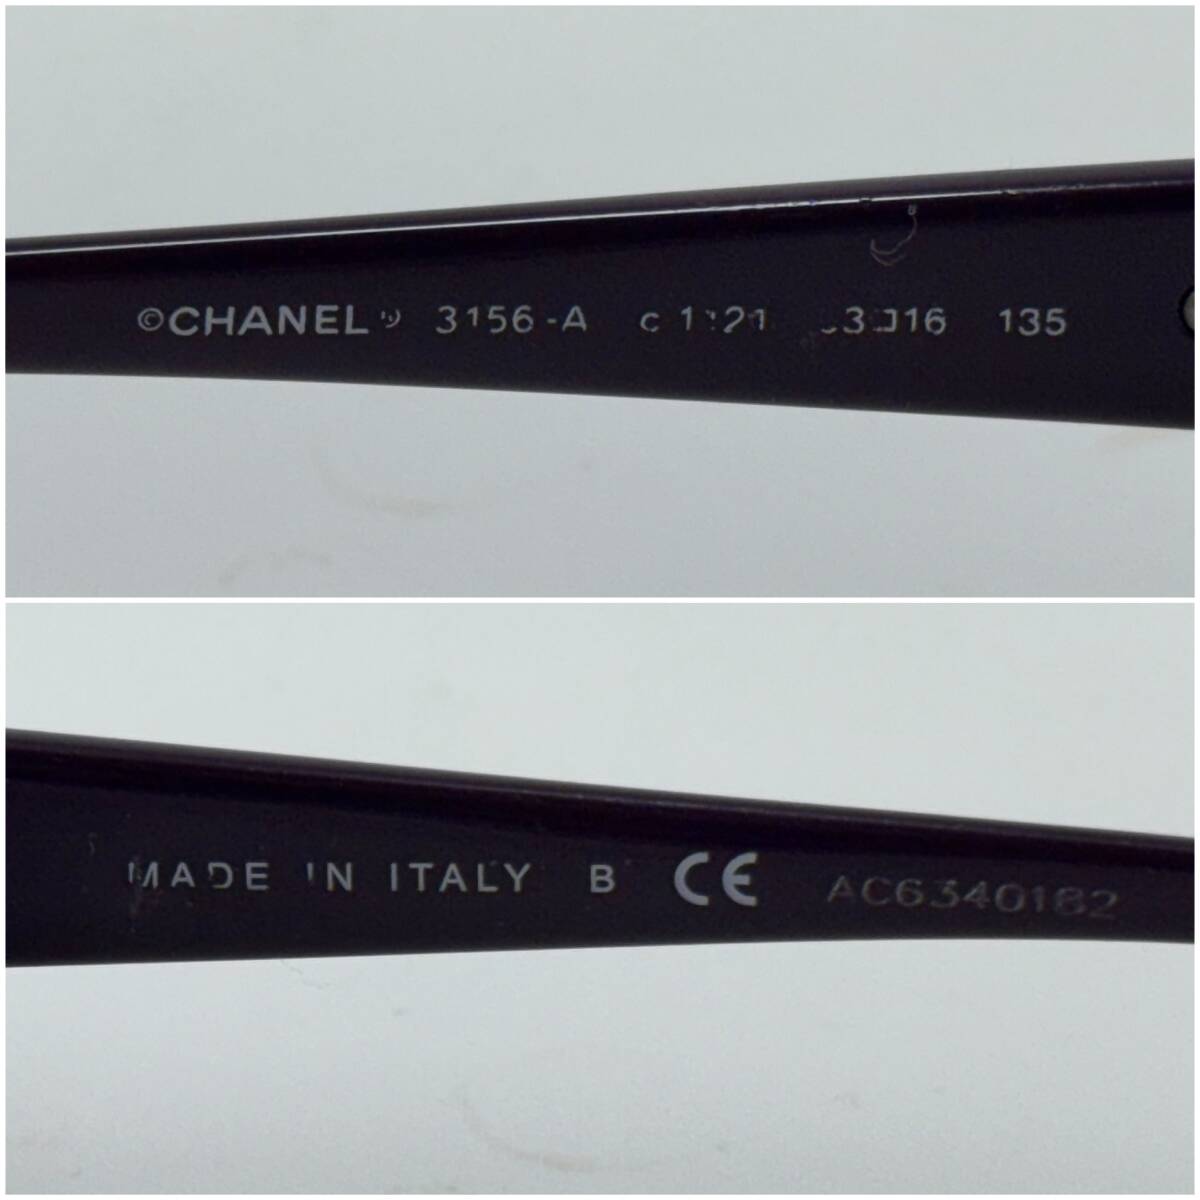 ©CHANEL® 3156-A 135
MADE IN ITALY B CE AC6340182